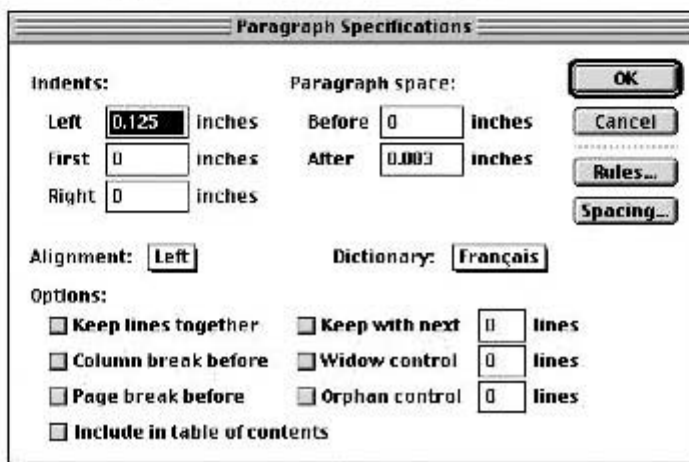 Paragraph Specifications
Indents:
Left 0.125 inches
First 0 inches
Right 0 inches
Paragraph space:
Before 0 inches
After 0.003 inches
OK
Cancel
Rules...
Spacing...
Alignment: Left
Dictionary: Français
Options:
Keep lines together
Keep with next 0 lines
Column break before
Widow control 0 lines
Page break before
Orphan control 0 lines
Include in table of contents